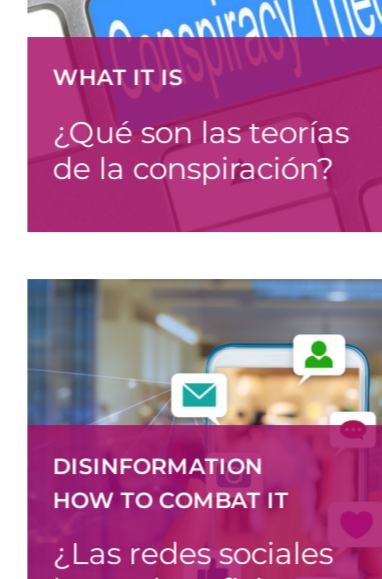 Conspiracy
WHAT IT IS
¿Qué son las teorías
de la conspiración?
DISINFORMATION
HOW TO COMBAT IT
¿Las redes sociales